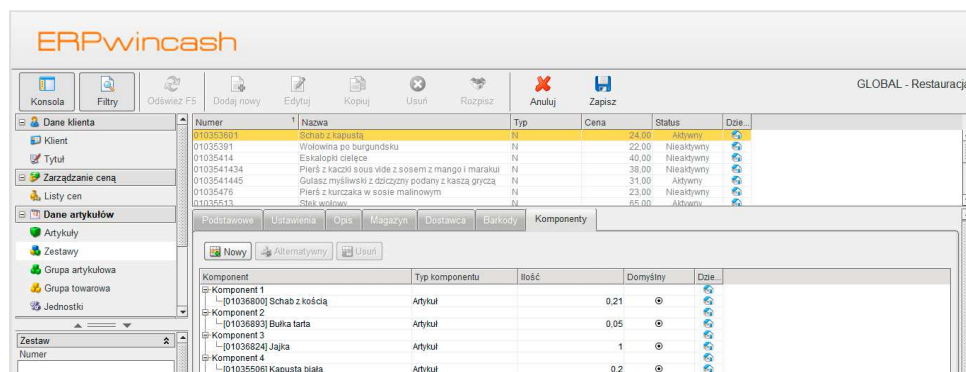 ERPwincash
Konsola Filtry Odśwież F5 Dodaj nowy Edytuj Kopiuj Usuń Rozpisz Anuluj Zapisz GLOBAL - Restauracja
Dane klienta
Klient
Tytuł
Zarządzanie ceną
Listy cen
Dane artykułów
Artykuły
Zestawy
Grupa artykułowa
Grupa towarowa
Jednostki
Zestaw
Numer
Numer 1 Nazwa Typ Cena Status Dzie...
010353601 Schab z kapustą N 24,00 Aktywny
01035391 Wołowina po burgundsku N 22,00 Nieaktywny
01035414 Eskalopki cielęce N 40,00 Nieaktywny
0103541434 Pierś z kaczki sous vide z sosem z mango i marakui N 38,00 Nieaktywny
0103541445 Gulasz myśliwski z dziczyzny podany z kaszą gryczą N 31,00 Aktywny
01035476 Pierś z kurczaka w sosie malinowym N 23,00 Nieaktywny
01035513 Stek wołowy N 65,00 Aktywny
Podstawowe Ustawienia Opis Magazyn Dostawca Barkody Komponenty
Nowy Alternatywny Usuń
Komponent Typ komponentu Ilość Domyślny Dzie...
Komponent 1
[01036800] Schab z kością Artykuł 0,21
Komponent 2
[01036893] Bułka tarta Artykuł 0,05
Komponent 3
[01036824] Jajka Artykuł 1
Komponent 4
[01035506] Kapusta biała Artykuł 0,2